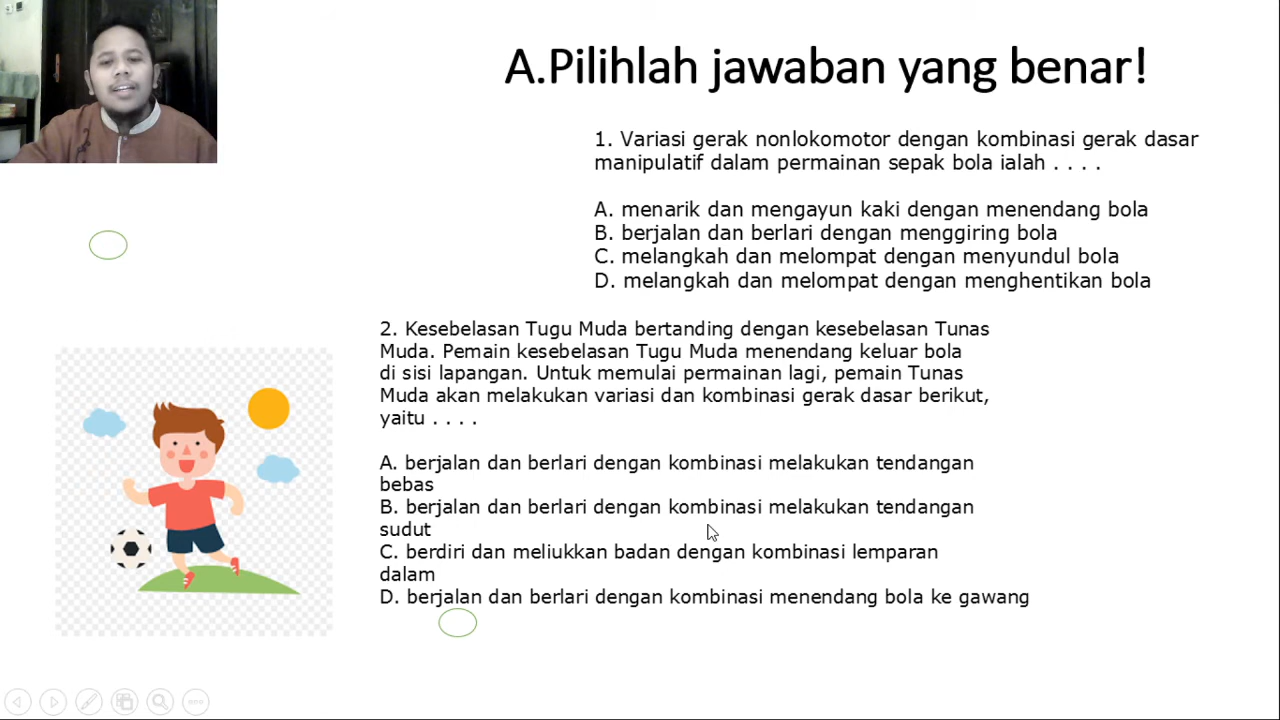 A.Pilihlah jawaban yang benar!
1. Variasi gerak nonlokomotor dengan kombinasi gerak dasar
manipulatif dalam permainan sepak bola ialah . . . .
A. menarik dan mengayun kaki dengan menendang bola
B. berjalan dan berlari dengan menggiring bola
C. melangkah dan melompat dengan menyundul bola
D. melangkah dan melompat dengan menghentikan bola
2. Kesebelasan Tugu Muda bertanding dengan kesebelasan Tunas
Muda. Pemain kesebelasan Tugu Muda menendang keluar bola
di sisi lapangan. Untuk memulai permainan lagi, pemain Tunas
Muda akan melakukan variasi dan kombinasi gerak dasar berikut,
yaitu . . . .
A. berjalan dan berlari dengan kombinasi melakukan tendangan
bebas
B. berjalan dan berlari dengan kombinasi melakukan tendangan
sudut
C. berdiri dan meliukkan badan dengan kombinasi lemparan
dalam
D. berjalan dan berlari dengan kombinasi menendang bola ke gawang